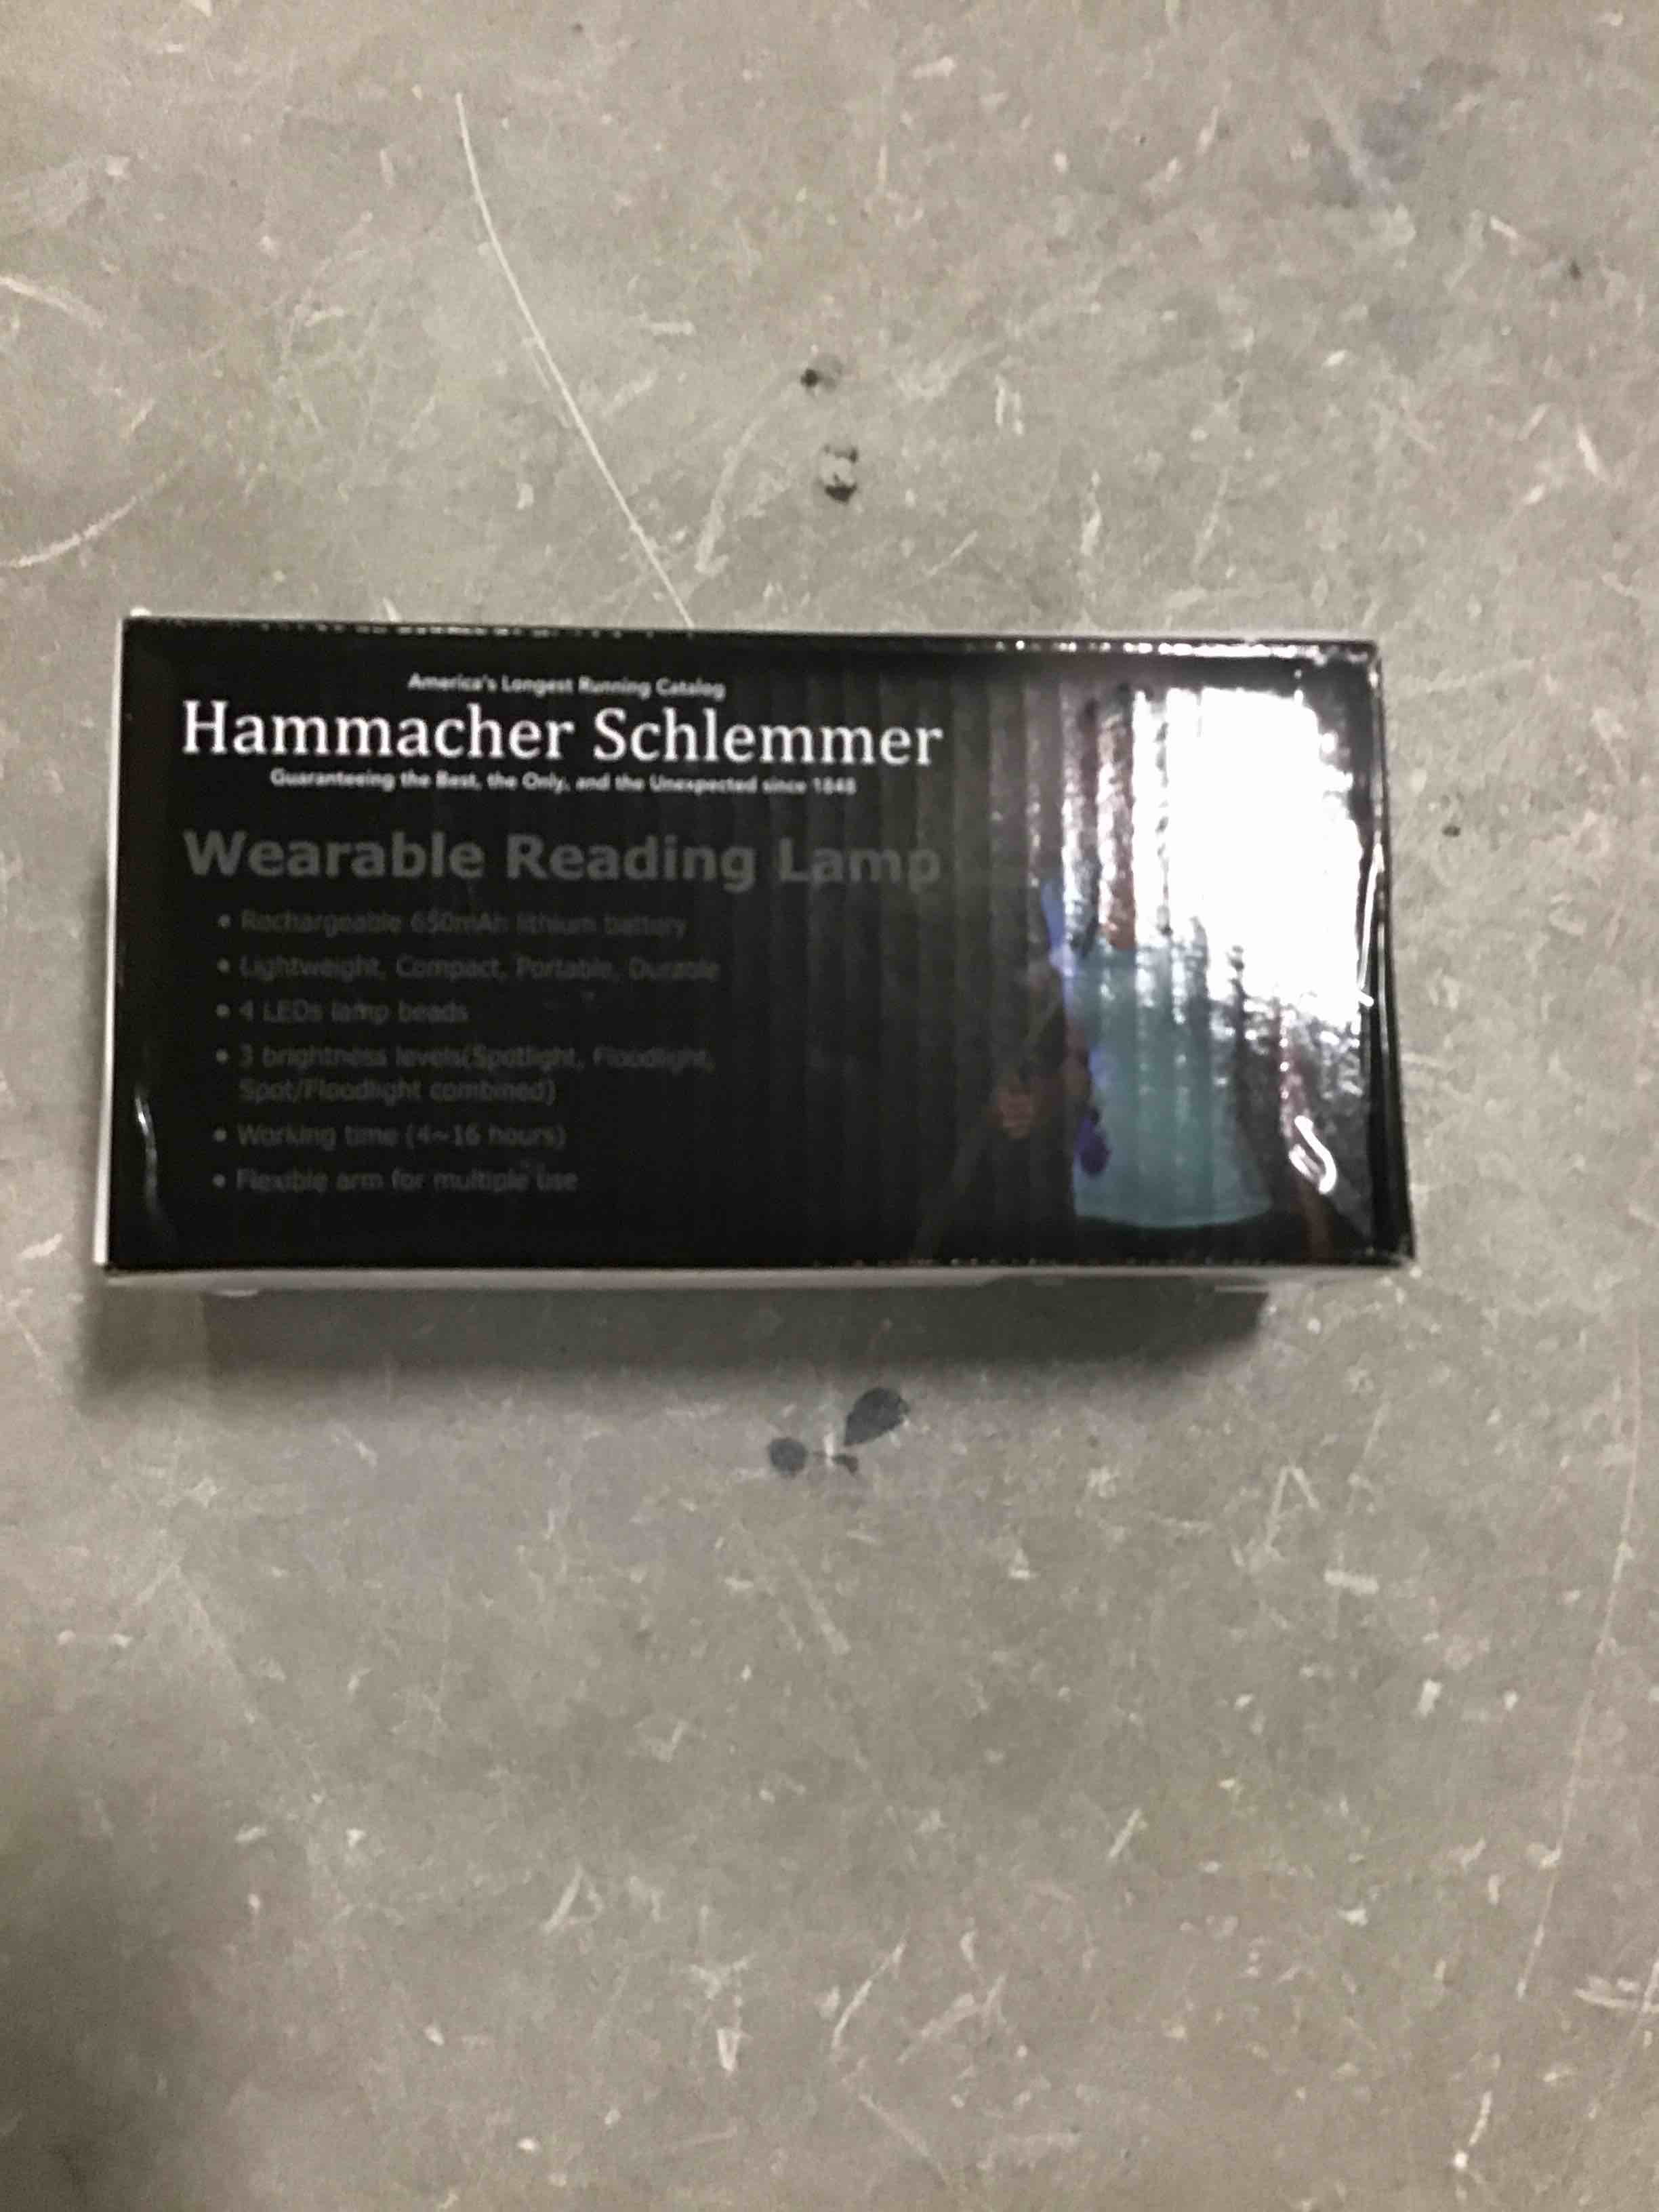 America's Longest Running Catalog
Hammacher Schlemmer
Guaranteeing the Best, the Only, and the Unexpected since 1848
Wearable Reading Lamp
• Rechargeable 650mAh lithium battery
• Lightweight, Compact, Portable, Durable
• 4 LEDs lamp beads
• 3 brightness levels(Spotlight, Floodlight,
Spot/Floodlight combined)
• Working time (4~16 hours)
• Flexible arm for multiple use